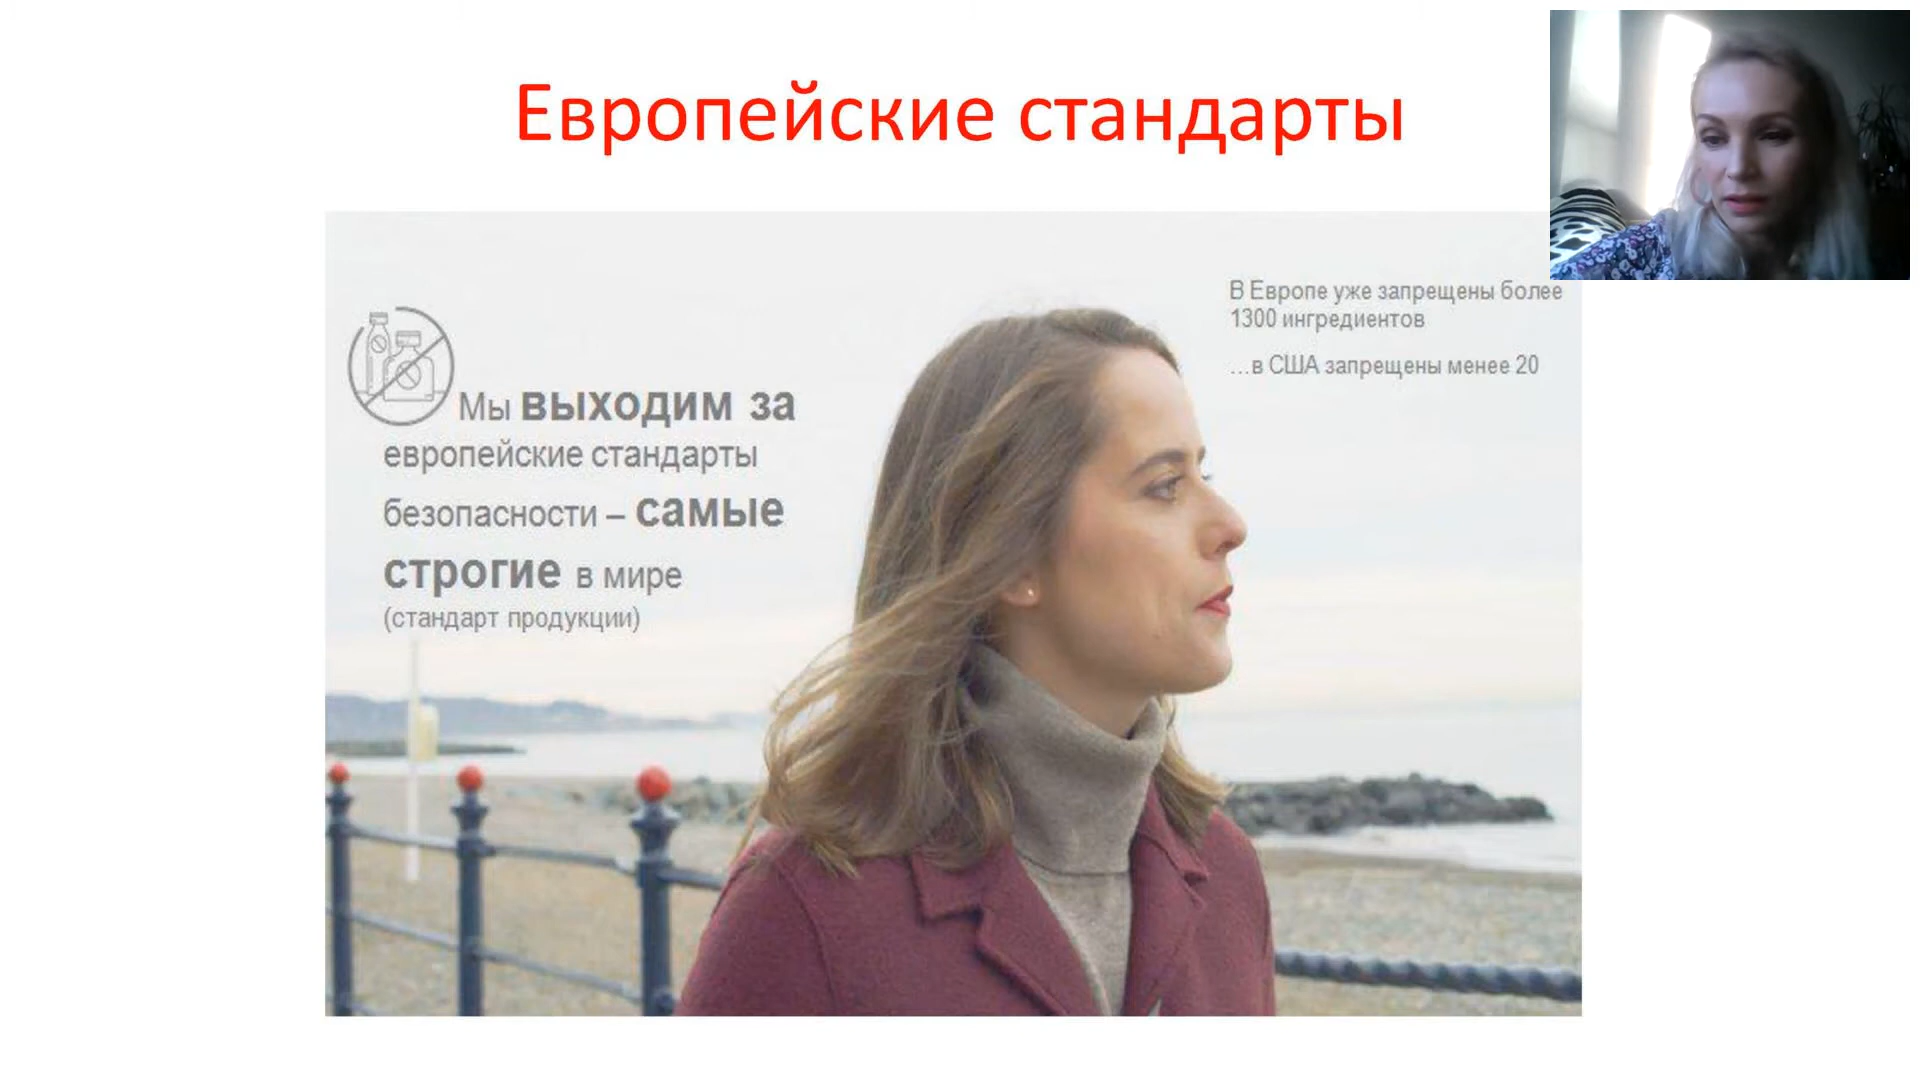 Европейские стандарты
Мы выходим за
европейские стандарты
безопасности – самые
строгие в мире
(стандарт продукции)
В Европе уже запрещены более
1300 ингредиентов
…в США запрещены менее 20